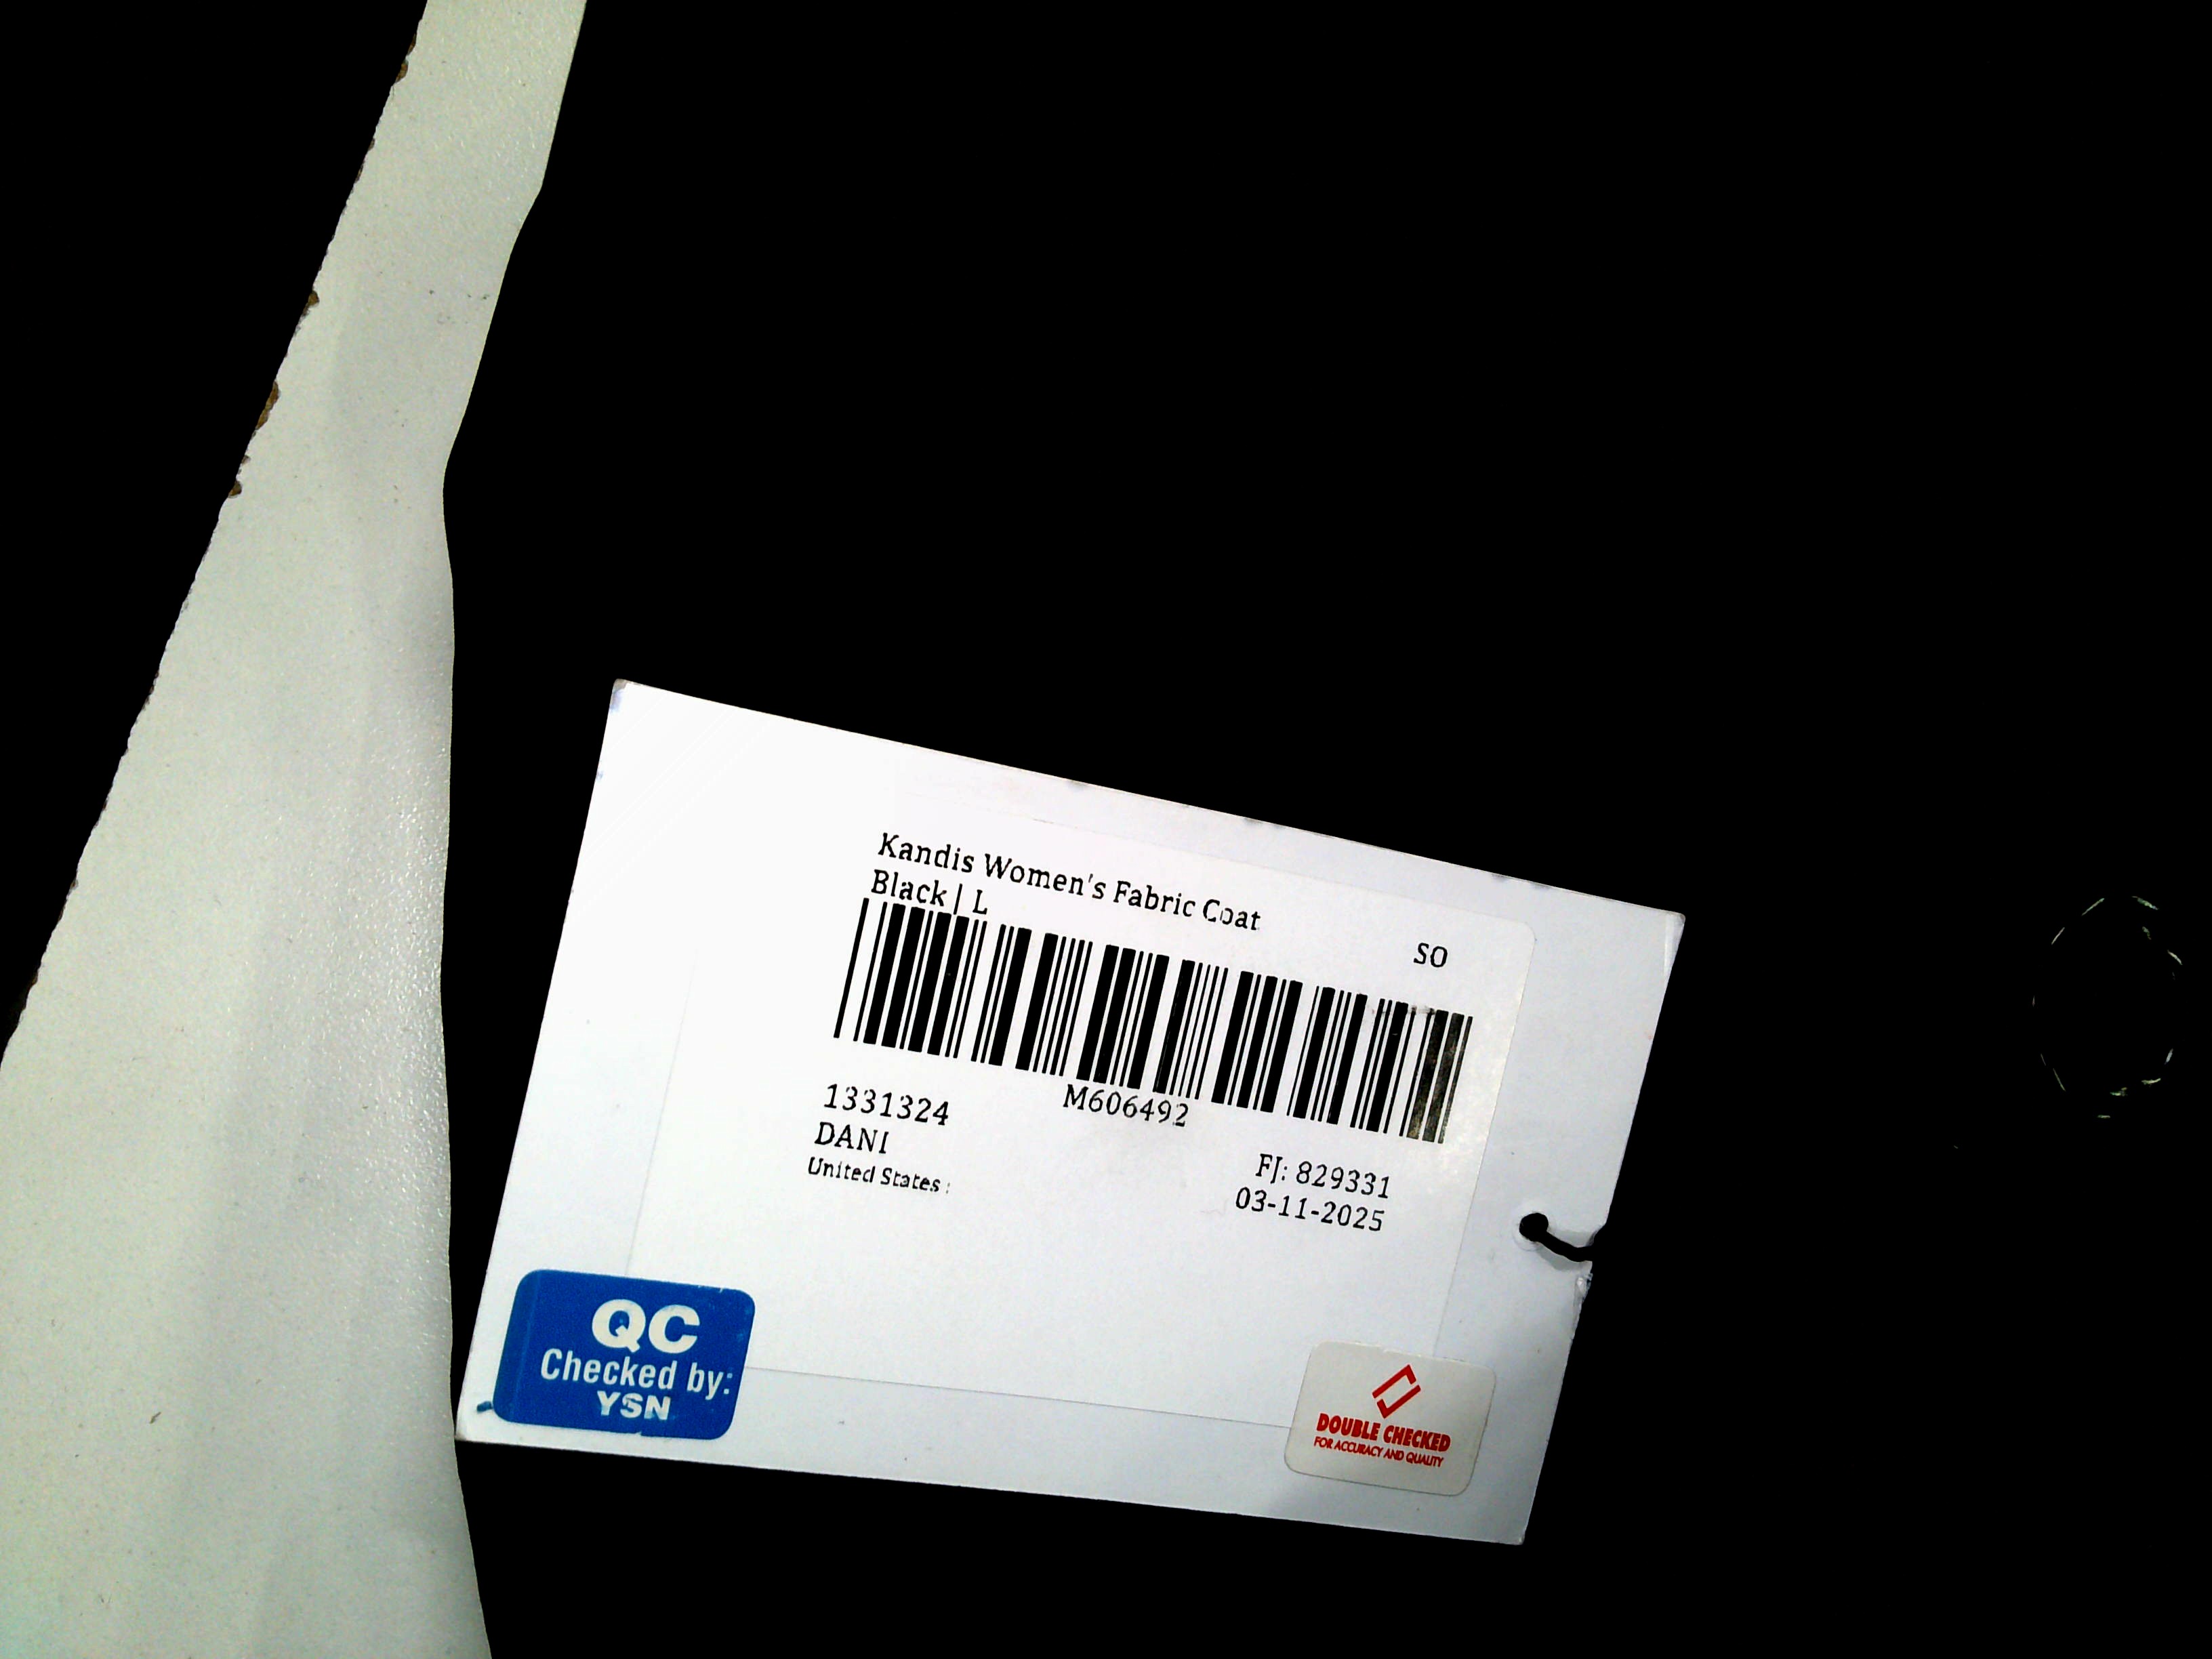 Kandis Women's Fabric Coat
Black | L
SO
M606492
1331324
DANI
United States :
FJ: 829331
03-11-2025
QC
Checked by:
YSN
DOUBLE CHECKED
FOR ACCURACY AND QUALITY